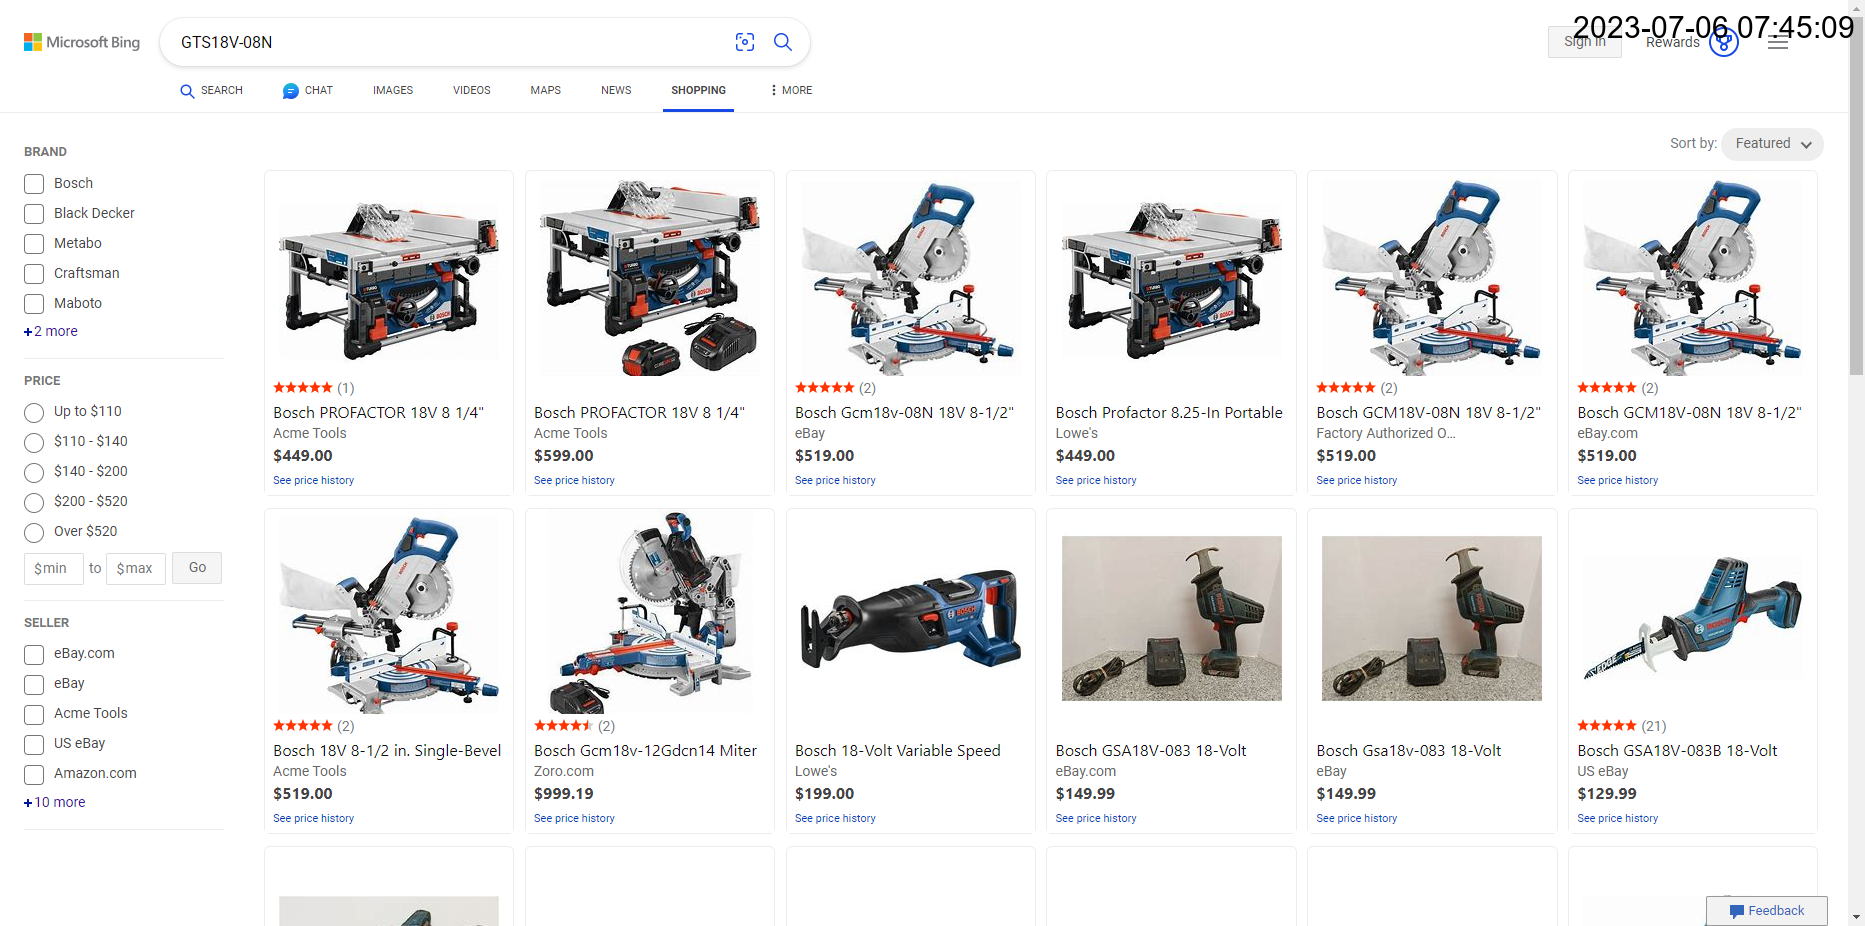 2023-07-06 07:45:09
Microsoft Bing
GTS18V-08N
Sign in
Rewards
SEARCH
CHAT
IMAGES
VIDEOS
MAPS
NEWS
SHOPPING
MORE
Sort by: Featured
BRAND
Bosch
Black Decker
Metabo
Craftsman
Maboto
+2 more
PRICE
Up to $110
$110 - $140
$140 - $200
$200 - $520
Over $520
$min to $max Go
SELLER
eBay.com
eBay
Acme Tools
US eBay
Amazon.com
+10 more
(1)
Bosch PROFACTOR 18V 8 1/4"
Acme Tools
$449.00
See price history
Bosch PROFACTOR 18V 8 1/4"
Acme Tools
$599.00
See price history
(2)
Bosch Gcm18v-08N 18V 8-1/2"
eBay
$519.00
See price history
Bosch Profactor 8.25-In Portable
Lowe's
$449.00
See price history
(2)
Bosch GCM18V-08N 18V 8-1/2"
Factory Authorized O...
$519.00
See price history
(2)
Bosch GCM18V-08N 18V 8-1/2"
eBay.com
$519.00
See price history
(2)
Bosch 18V 8-1/2 in. Single-Bevel
Acme Tools
$519.00
See price history
(2)
Bosch Gcm18v-12Gdcn14 Miter
Zoro.com
$999.19
See price history
BOSCH
Bosch 18-Volt Variable Speed
Lowe's
$199.00
See price history
Bosch GSA18V-083 18-Volt
eBay.com
$149.99
See price history
Bosch Gsa18v-083 18-Volt
eBay
$149.99
See price history
BOSCH
EDGE
(21)
Bosch GSA18V-083B 18-Volt
US eBay
$129.99
See price history
Feedback